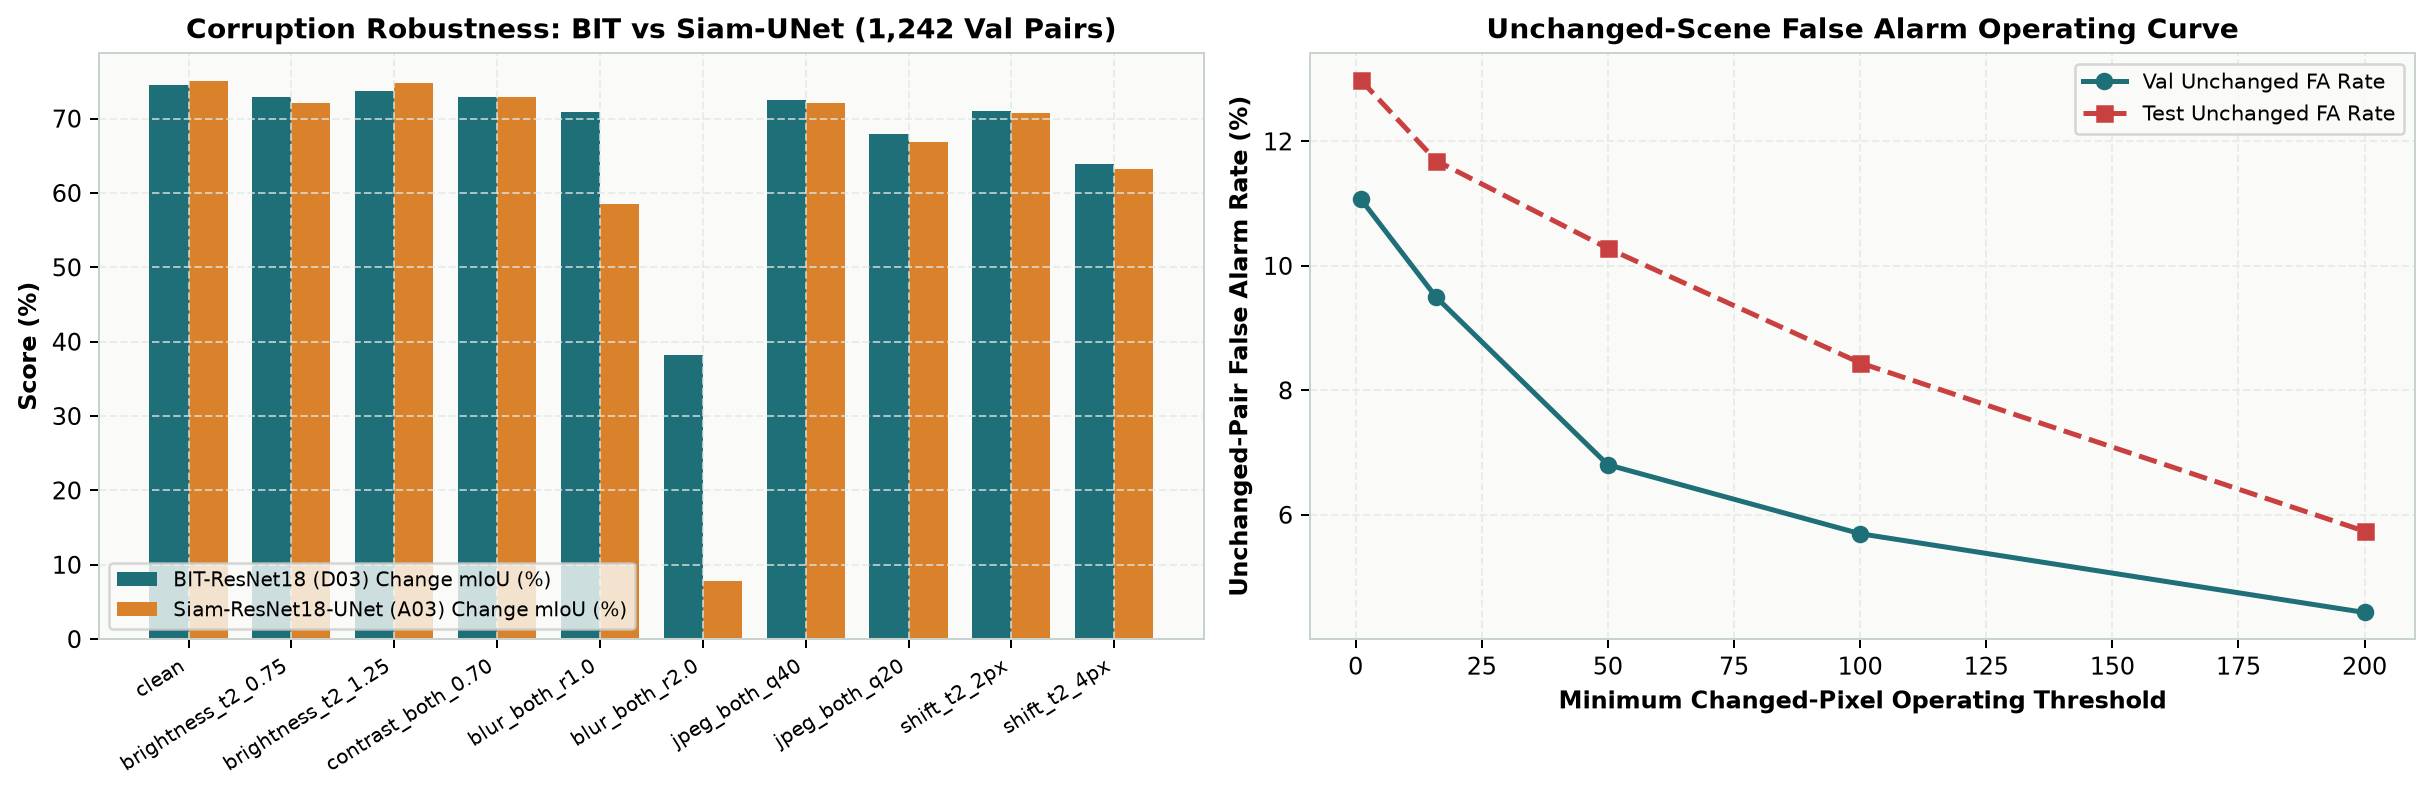 Corruption Robustness: BIT vs Siam-UNet (1,242 Val Pairs)
Score (%)
70
60
50
40
30
20
10
0
BIT-ResNet18 (D03) Change mIoU (%)
Siam-ResNet18-UNet (A03) Change mIoU (%)
clean
brightness_t2_0.75
brightness_t2_1.25
contrast_both_0.70
blur_both_r1.0
blur_both_r2.0
jpeg_both_q40
jpeg_both_q20
shift_t2_2px
shift_t2_4px
Unchanged-Scene False Alarm Operating Curve
Unchanged-Pair False Alarm Rate (%)
12
10
8
6
Val Unchanged FA Rate
Test Unchanged FA Rate
0 25 50 75 100 125 150 175 200
Minimum Changed-Pixel Operating Threshold